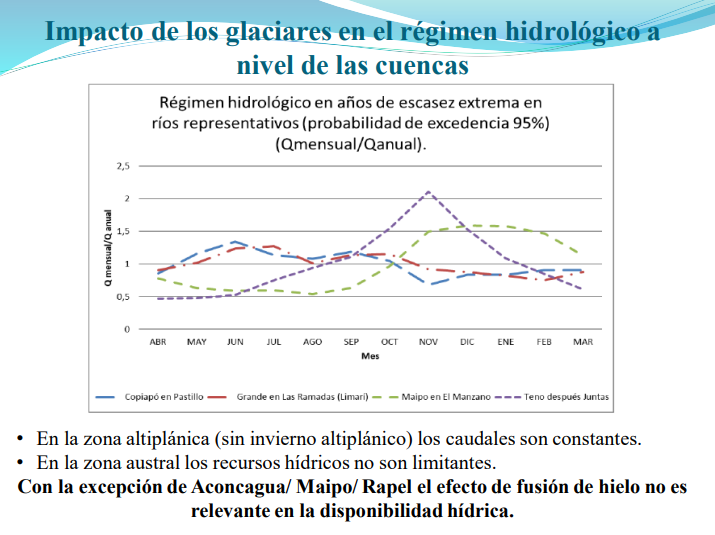 Impacto de los glaciares en el régimen hidrológico a
nivel de las cuencas
Régimen hidrológico en años de escasez extrema en
ríos representativos (probabilidad de excedencia 95%)
(Qmensual/Qanual).
2,5
2
1,5
1
0,5
0
Q mensual/Q anual
ABR MAY JUN JUL AGO SEP OCT NOV DIC ENE FEB MAR
Mes
Copiapó en Pastillo Grande en Las Ramadas (Limarí) Maipo en El Manzano Teno después Juntas
• En la zona altiplánica (sin invierno altiplánico) los caudales son constantes.
• En la zona austral los recursos hídricos no son limitantes.
Con la excepción de Aconcagua/ Maipo/ Rapel el efecto de fusión de hielo no es
relevante en la disponibilidad hídrica.